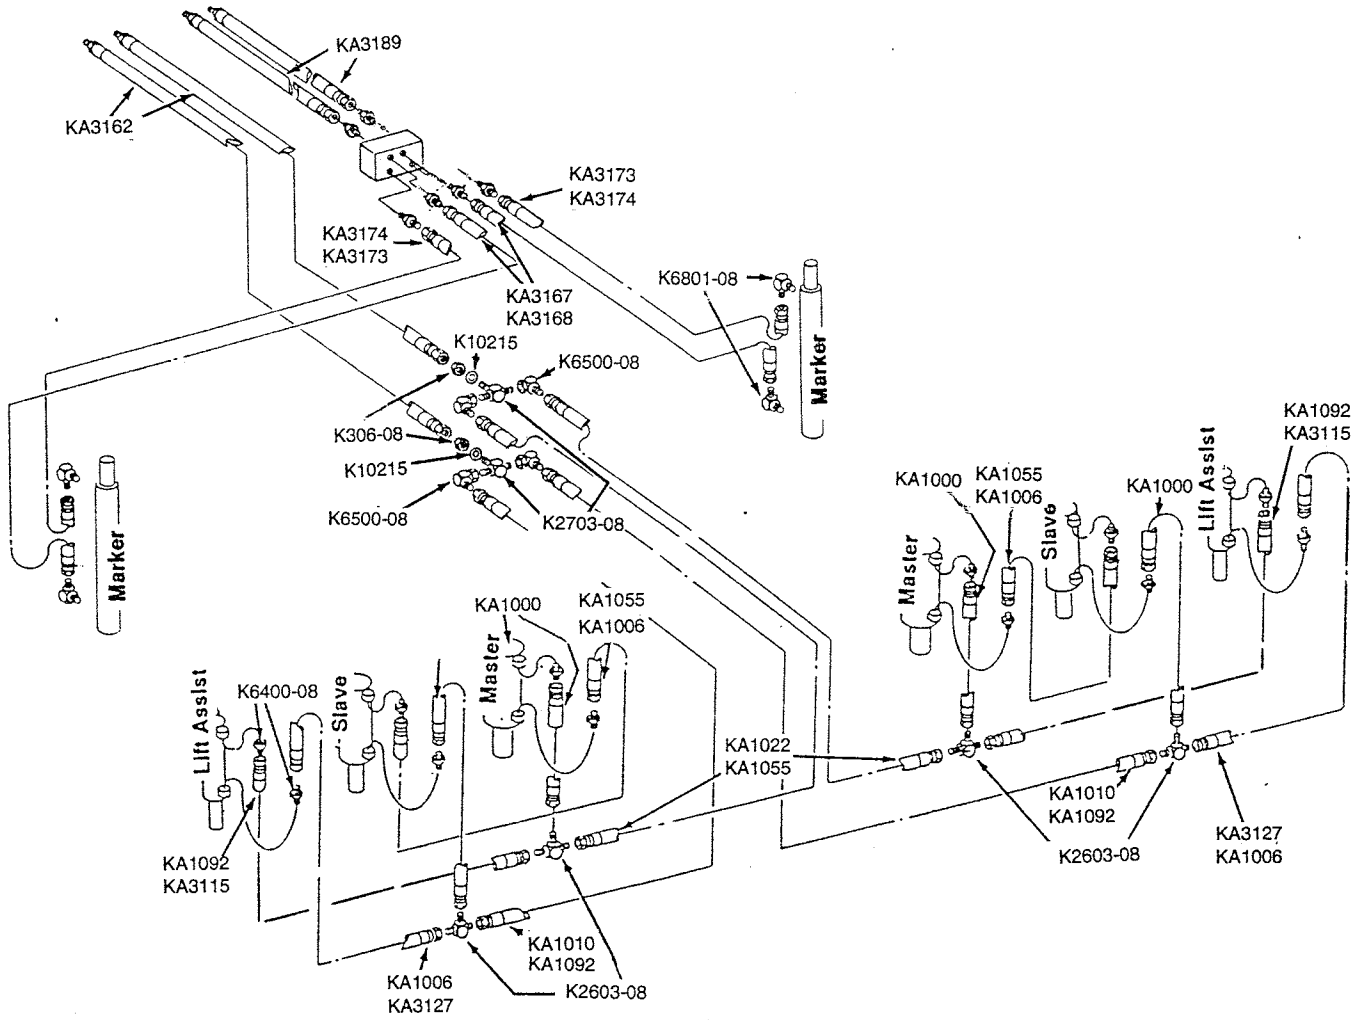 KA3189
KA3162
KA3173
KA3174
KA3174
KA3173
K6801-08
KA3167
KA3168
K10215
K6500-08
Marker
K306-08
K10215
K6500-08
K2703-08
Marker
KA1092
KA3115
Lift Assist
KA1055
KA1006
KA1000
KA1000
Slave
Master
KA1000
KA1055
KA1006
Master
Lift Assist
K6400-08
Slave
KA1022
KA1055
KA1010
KA1092
K2603-08
KA3127
KA1006
KA1092
KA3115
KA1010
KA1092
KA1006
KA3127
K2603-08